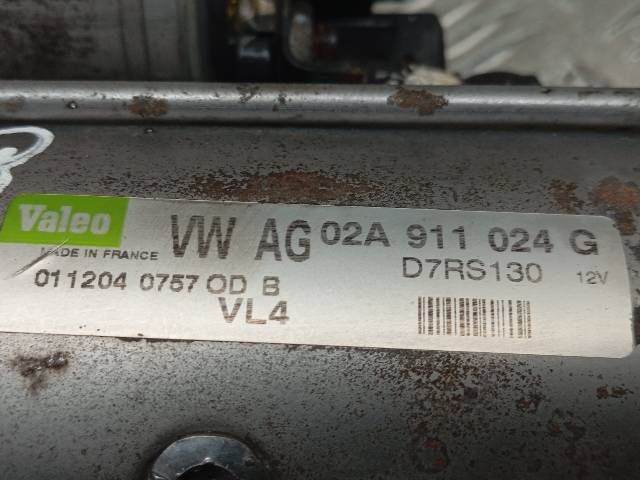 Valeo
VW AG 02A 911 024 G
MADE IN FRANCE
D7RS130 12V
011204 0757 OD B
VL4